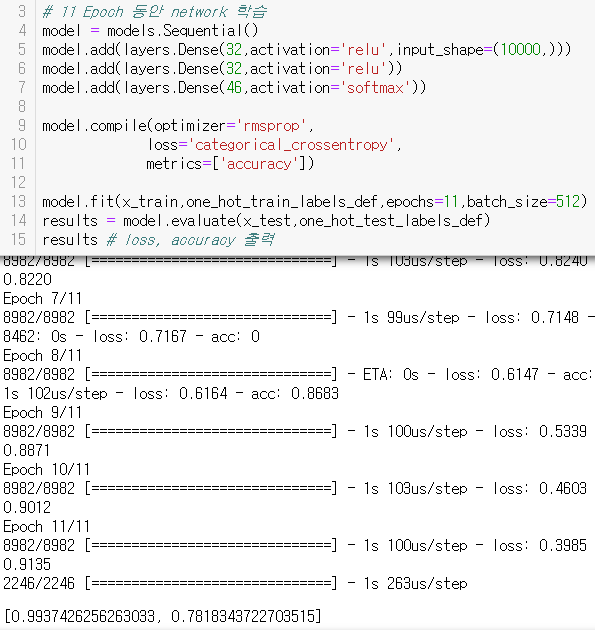 3 # 11 Epoch 동안 network 학습
4 model = models.Sequential()
5 model.add(layers.Dense(32,activation='relu',input_shape=(10000,)))
6 model.add(layers.Dense(32,activation='relu'))
7 model.add(layers.Dense(46,activation='softmax'))
8
9 model.compile(optimizer='rmsprop',
10 loss='categorical_crossentropy',
11 metrics=['accuracy'])
12
13 model.fit(x_train,one_hot_train_labels_def,epochs=11,batch_size=512)
14 results = model.evaluate(x_test,one_hot_test_labels_def)
15 results # loss, accuracy 출력
8982/8982 [==============================] - 1s 103us/step - loss: 0.8240
0.8220
Epoch 7/11
8982/8982 [==============================] - 1s 99us/step - loss: 0.7148 -
8462: 0s - loss: 0.7167 - acc: 0
Epoch 8/11
8982/8982 [==============================] - ETA: 0s - loss: 0.6147 - acc:
1s 102us/step - loss: 0.6164 - acc: 0.8683
Epoch 9/11
8982/8982 [==============================] - 1s 100us/step - loss: 0.5339
0.8871
Epoch 10/11
8982/8982 [==============================] - 1s 103us/step - loss: 0.4603
0.9012
Epoch 11/11
8982/8982 [==============================] - 1s 100us/step - loss: 0.3985
0.9135
2246/2246 [==============================] - 1s 263us/step
[0.9937426256263033, 0.7818343722703515]